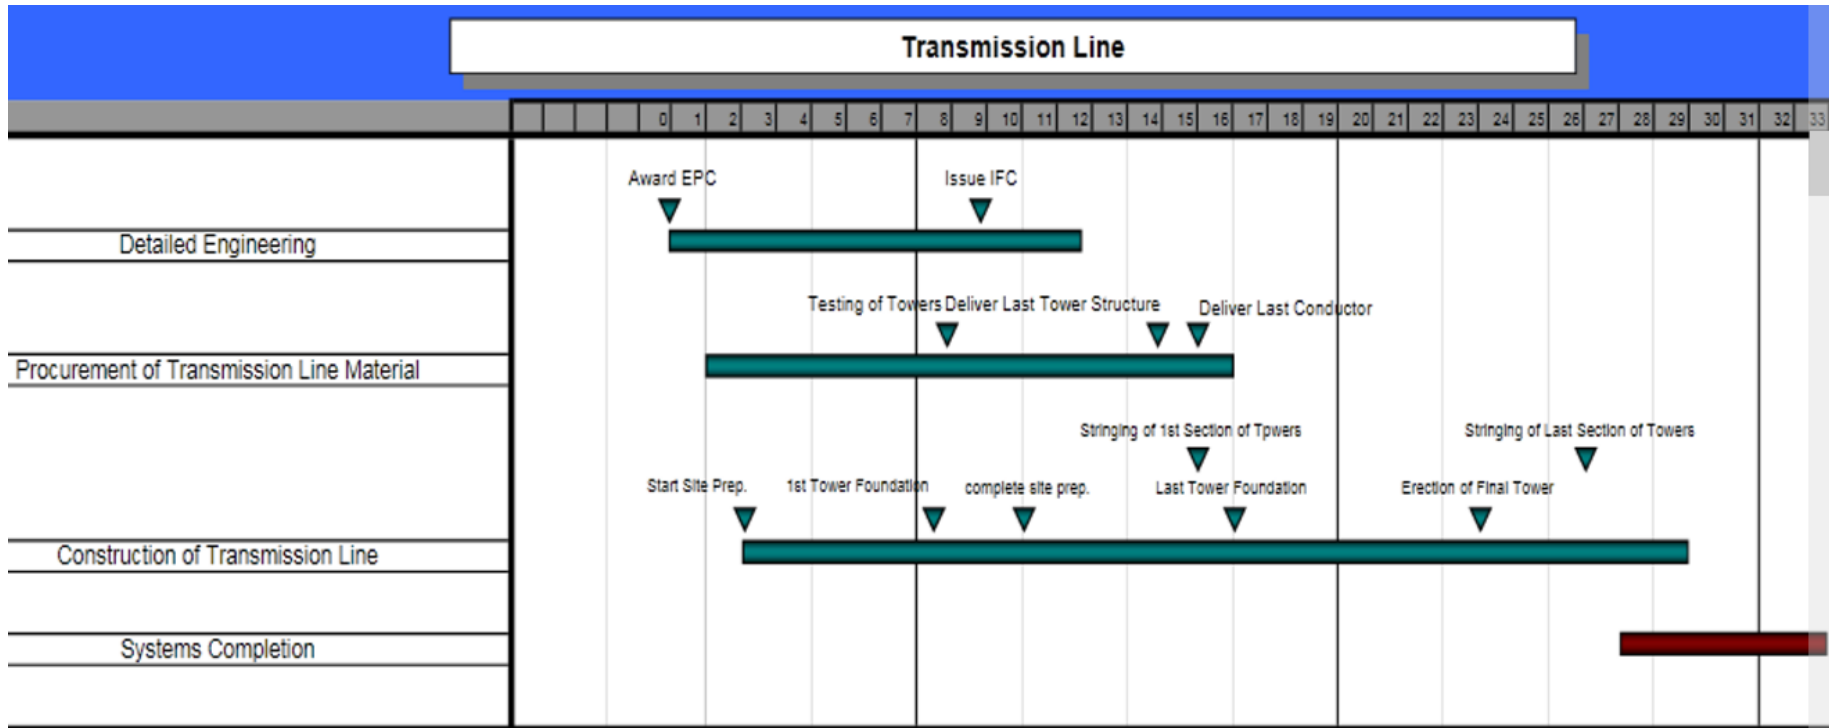 Transmission Line
0 1 2 3 4 5 6 7 8 9 10 11 12 13 14 15 16 17 18 19 20 21 22 23 24 25 26 27 28 29 30 31 32 33
Award EPC Issue IFC
Detailed Engineering
Testing of Towers Deliver Last Tower Structure Deliver Last Conductor
Procurement of Transmission Line Material
Stringing of 1st Section of Tpwers Stringing of Last Section of Towers
Start Site Prep. 1st Tower Foundation complete site prep. Last Tower Foundation Erection of Final Tower
Construction of Transmission Line
Systems Completion